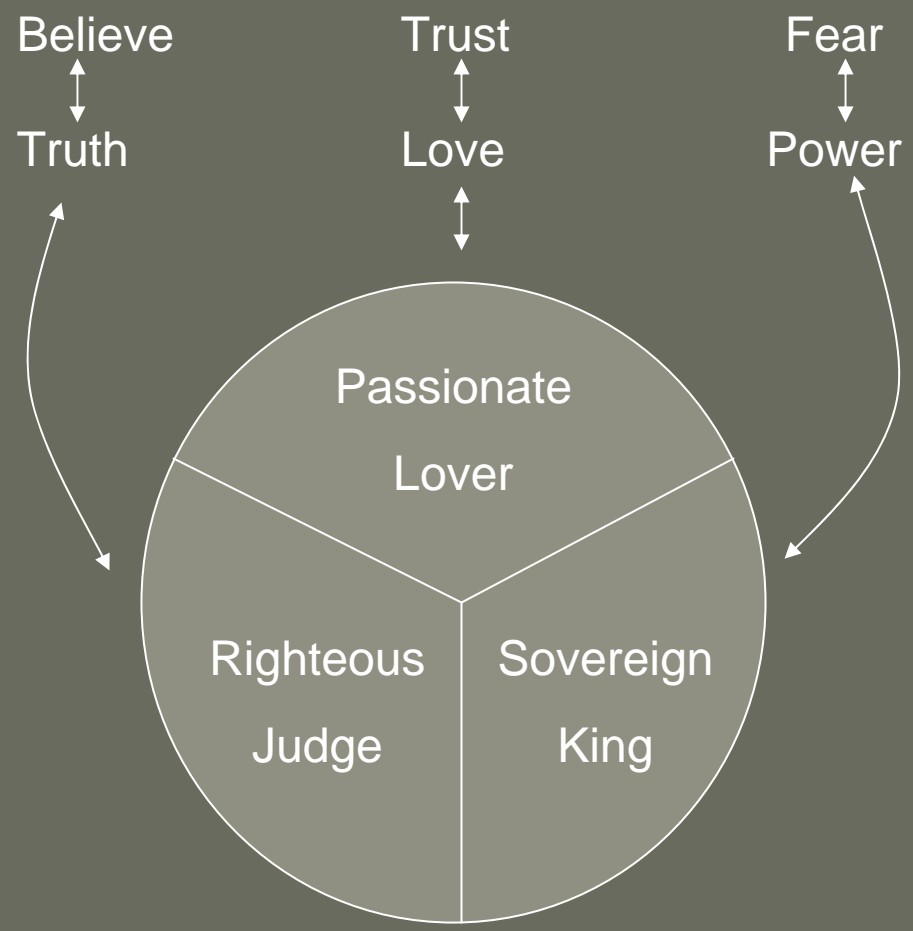 Believe Trust Fear
Truth Love Power
Passionate
Lover
Righteous Sovereign
Judge King